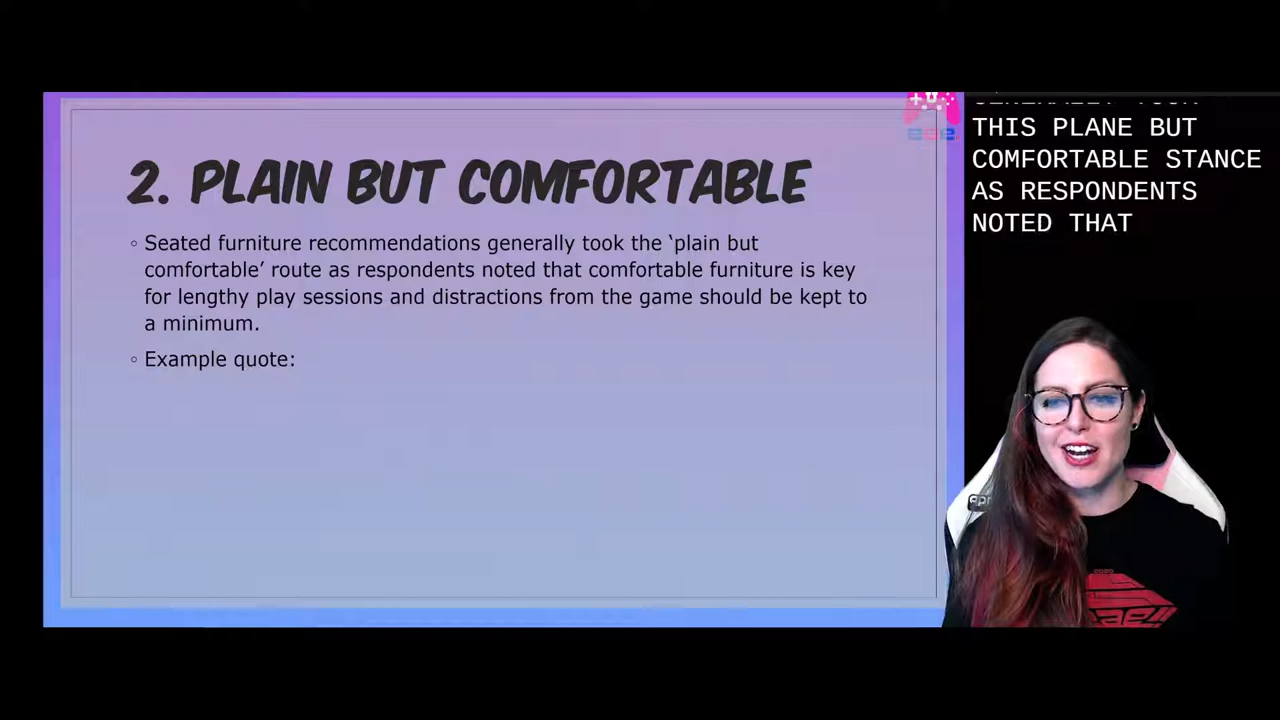 2. PLAIN BUT COMFORTABLE
◦ Seated furniture recommendations generally took the ‘plain but
comfortable’ route as respondents noted that comfortable furniture is key
for lengthy play sessions and distractions from the game should be kept to
a minimum.
◦ Example quote:
THIS PLANE BUT
COMFORTABLE STANCE
AS RESPONDENTS
NOTED THAT